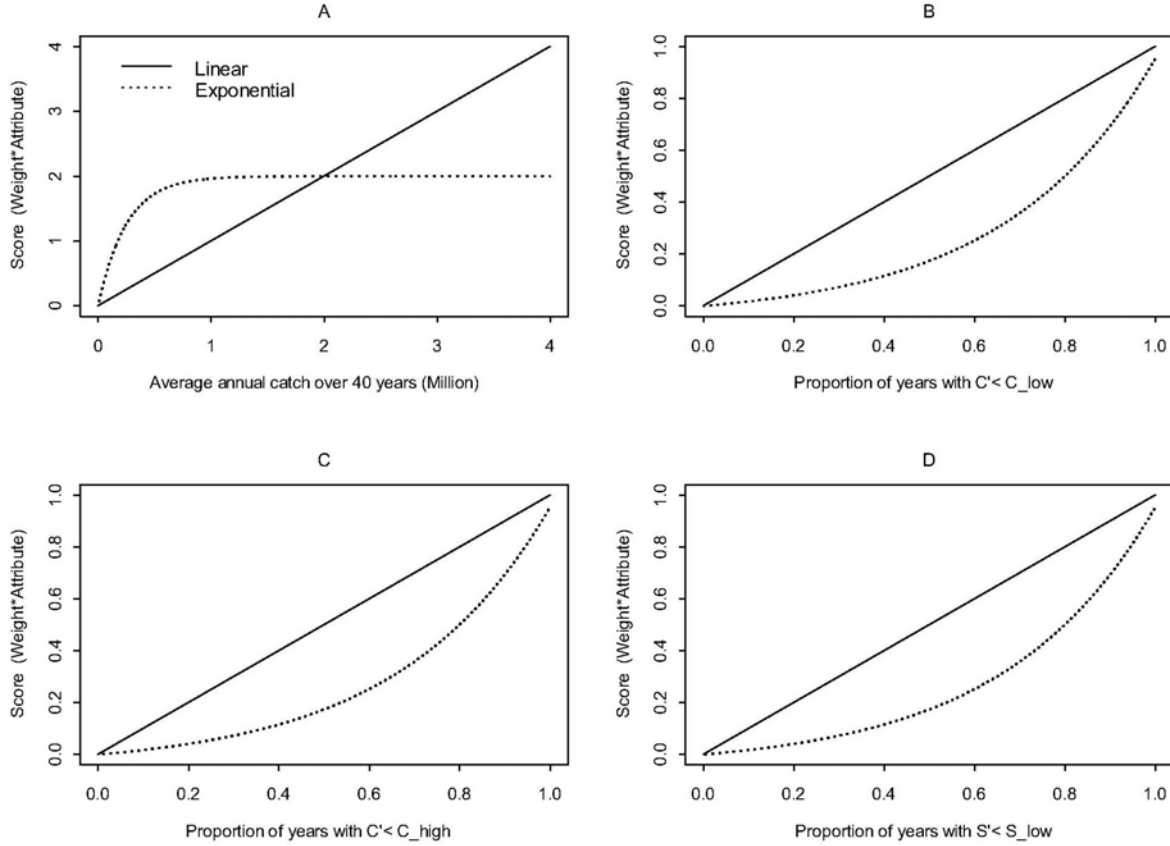 A
Linear
Exponential
Score (Weight*Attribute)
4
3
2
1
0
0 1 2 3 4
Average annual catch over 40 years (Million)
B
Score (Weight*Attribute)
1.0
0.8
0.6
0.4
0.2
0.0
0.0 0.2 0.4 0.6 0.8 1.0
Proportion of years with C'< C_low
C
Score (Weight*Attribute)
1.0
0.8
0.6
0.4
0.2
0.0
0.0 0.2 0.4 0.6 0.8 1.0
Proportion of years with C'< C_high
D
Score (Weight*Attribute)
1.0
0.8
0.6
0.4
0.2
0.0
0.0 0.2 0.4 0.6 0.8 1.0
Proportion of years with S'< S_low